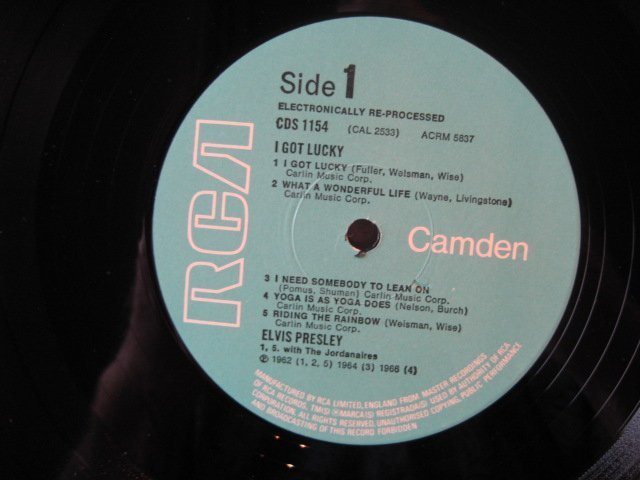 Side 1
ELECTRONICALLY RE-PROCESSED
CDS 1154 (CAL 2533) ACRM 5837
I GOT LUCKY
1 I GOT LUCKY (Fuller, Weisman, Wise)
Carlin Music Corp.
2 WHAT A WONDERFUL LIFE (Wayne, Livingstone)
Carlin Music Corp.
RCA
Camden
3 I NEED SOMEBODY TO LEAN ON
(Pomus, Shuman) Carlin Music Corp.
4 YOGA IS AS YOGA DOES (Nelson, Burch)
Carlin Music Corp.
5 RIDING THE RAINBOW (Weisman, Wise)
Carlin Music Corp.
ELVIS PRESLEY
1, 5. with The Jordanaires
℗ 1962 (1, 2, 5) 1964 (3) 1966 (4)
MANUFACTURED BY RCA LIMITED, ENGLAND FROM MASTER RECORDINGS
OF RCA RECORDS. TM(S) ® MARCA(S) REGISTRADA(S) USED BY AUTHORITY OF RCA
CORPORATION. ALL RIGHTS RESERVED. UNAUTHORISED COPYING, PUBLIC PERFORMANCE
AND BROADCASTING OF THIS RECORD FORBIDDEN